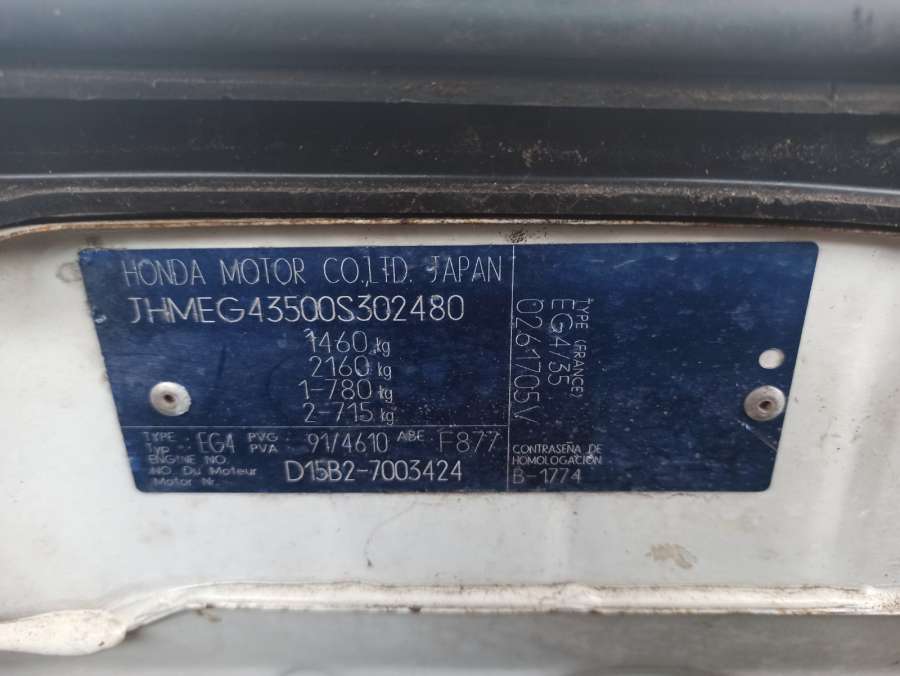 HONDA MOTOR CO.,LTD. JAPAN
JHMEG43500S302480
1460 kg
2160 kg
1-780 kg
2-715 kg
TYPE EG4 PVG 91/4610 ABE F877
TYP PVA
ENGINE NO.
NO. Du Moteur D15B2-7003424
Motor Nr.
TYPE (FRANCE)
EG4/35
0261705V
CONTRASEÑA DE
HOMOLOGACIÓN
B-1774